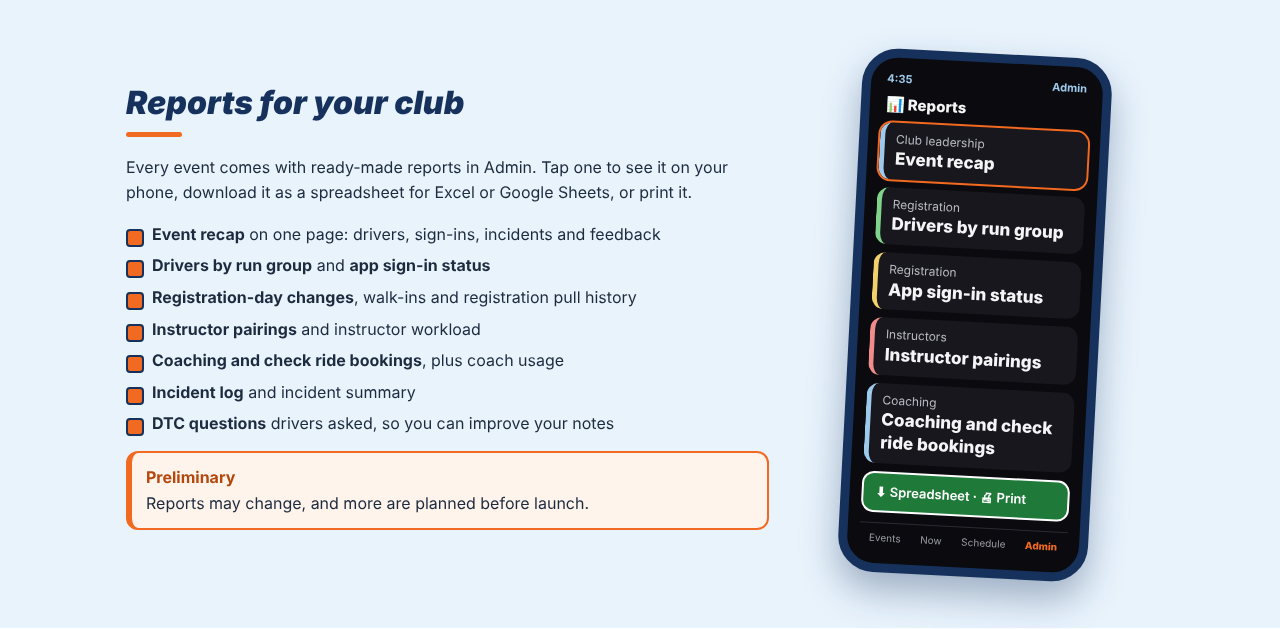 Reports for your club
Every event comes with ready-made reports in Admin. Tap one to see it on your
phone, download it as a spreadsheet for Excel or Google Sheets, or print it.
Event recap on one page: drivers, sign-ins, incidents and feedback
Drivers by run group and app sign-in status
Registration-day changes, walk-ins and registration pull history
Instructor pairings and instructor workload
Coaching and check ride bookings, plus coach usage
Incident log and incident summary
DTC questions drivers asked, so you can improve your notes
Preliminary
Reports may change, and more are planned before launch.
4:35 Admin
📊 Reports
Club leadership
Event recap
Registration
Drivers by run group
Registration
App sign-in status
Instructors
Instructor pairings
Coaching
Coaching and check
ride bookings
⬇ Spreadsheet · 🖨 Print
Events Now Schedule Admin